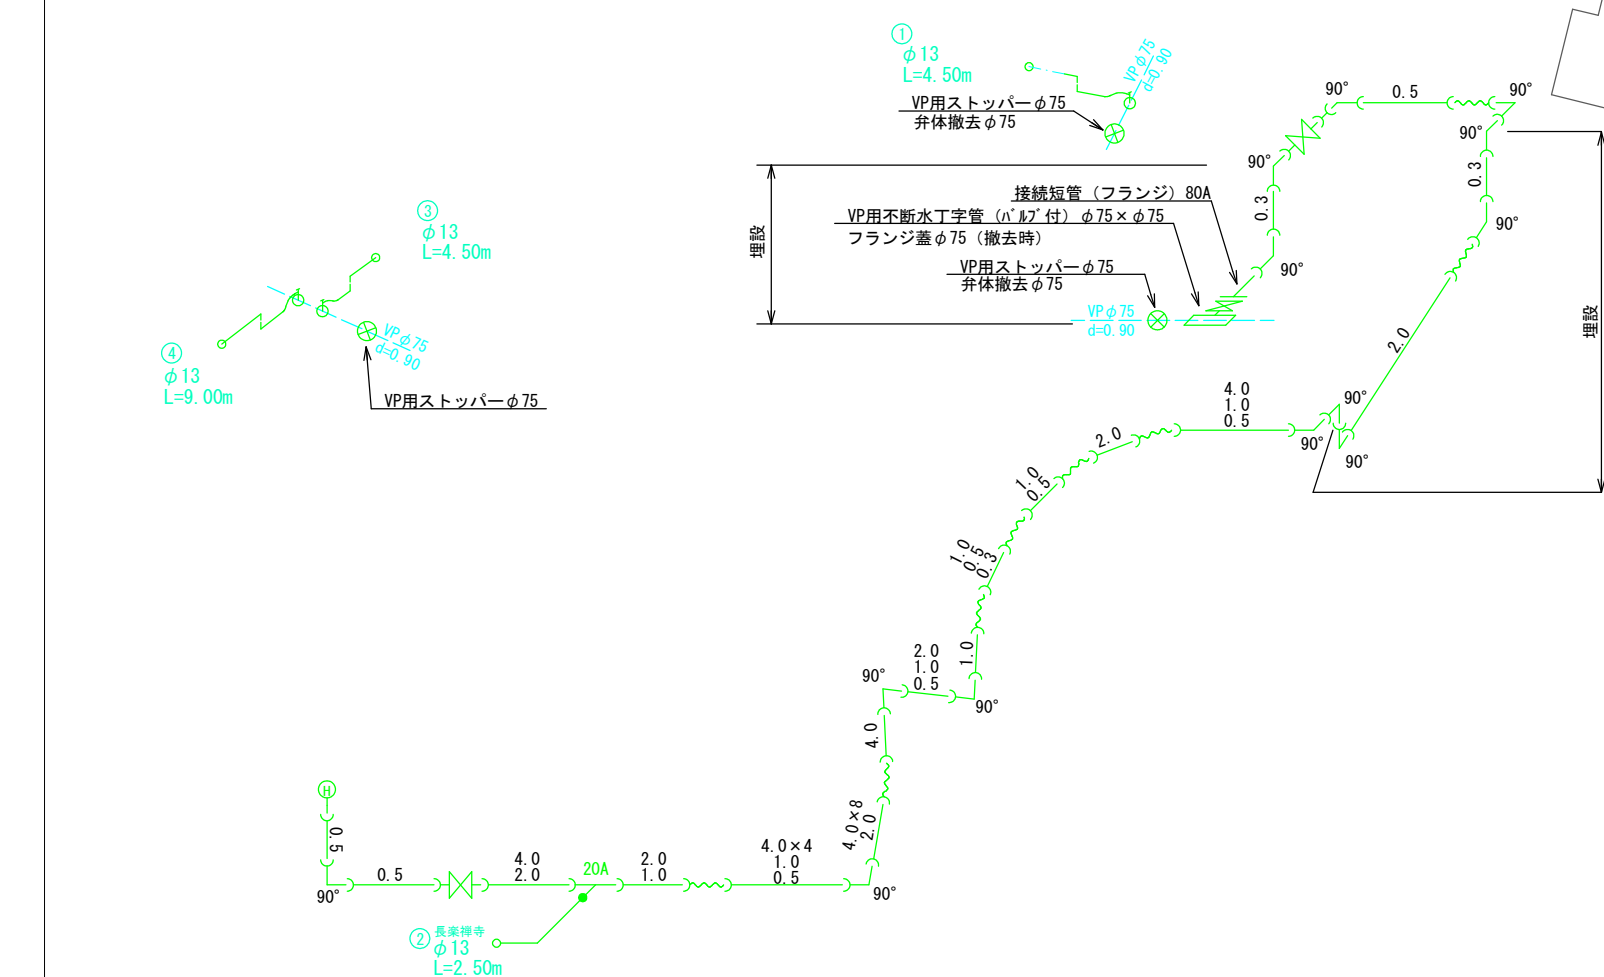 ①
φ13
L=4.50m
VPφ75
d=0.90
VP用ストッパーφ75
弁体撤去φ75
90°
0.5
90°
90°
90°
0.3
0.3
90°
90°
埋設
接続短管（フランジ）80A
VP用不断水丁字管（バルブ付）φ75×φ75
フランジ蓋φ75（撤去時）
VP用ストッパーφ75
弁体撤去φ75
VPφ75
d=0.90
埋設
③
φ13
L=4.50m
④
φ13
L=9.00m
VPφ75
d=0.90
VP用ストッパーφ75
2.0
4.0
1.0
0.5
90°
90°
90°
2.0
1.0
0.5
1.0
0.5
0.3
1.0
2.0
1.0
0.5
90°
90°
4.0
4.0×8
2.0
H
0.5
90°
0.5
4.0
2.0
20A
2.0
1.0
4.0×4
1.0
0.5
90°
② 長楽禅寺
φ13
L=2.50m